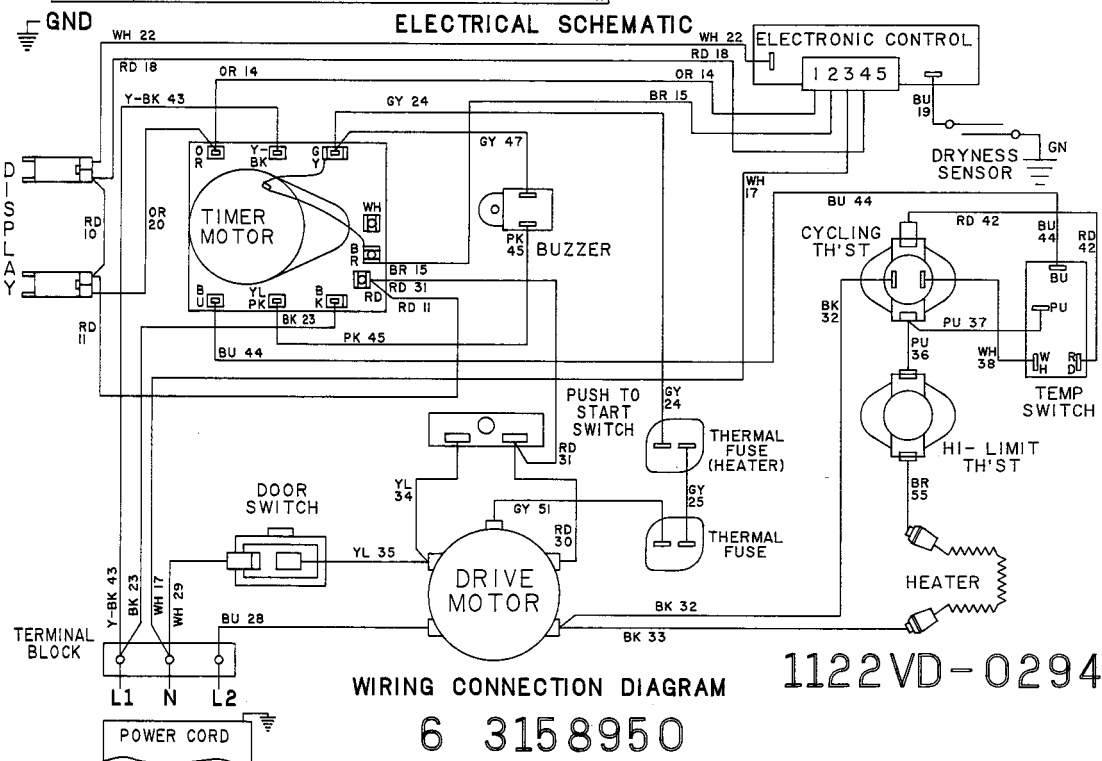 GND
ELECTRICAL SCHEMATIC
WH 22
WH 22
ELECTRONIC CONTROL
RD 18
RD 18
OR 14
OR 14
1 2 3 4 5
Y-BK 43
GY 24
BR 15
BU
19
GY 47
GN
DRYNESS
SENSOR
O
R
Y-
BK
G
Y
DISPLAY
WH
17
BU 44
RD 42
OR
20
RD
10
TIMER
MOTOR
WH
B
R
PK
45
BUZZER
CYCLING
TH'ST
BU
44
RD
42
BR 15
RD 31
RD
RD 11
BU
B
U
YL
PK
B
K
BK 23
BK
32
PU
PU 37
RD
11
PK 45
BU 44
PU
36
WH
38
W
H
R
D
TEMP
SWITCH
PUSH TO
START
SWITCH
GY
24
THERMAL
FUSE
(HEATER)
RD
31
HI- LIMIT
TH'ST
YL
34
GY
25
BR
55
DOOR
SWITCH
GY 51
RD
30
THERMAL
FUSE
YL 35
DRIVE
MOTOR
HEATER
Y-BK 43
BK 23
WH 17
WH 29
BU 28
BK 32
BK 33
TERMINAL
BLOCK
L1 N L2
WIRING CONNECTION DIAGRAM
1122VD-0294
POWER CORD
6 3158950